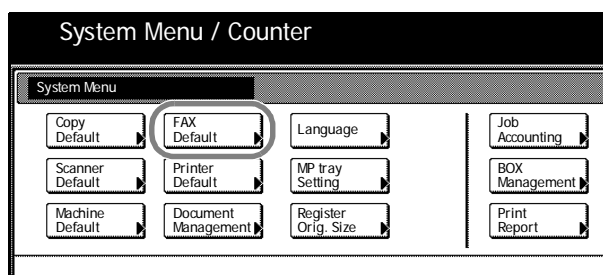 System Menu / Counter
System Menu
Copy
Default
FAX
Default
Language
Job
Accounting
Scanner
Default
Printer
Default
MP tray
Setting
BOX
Management
Machine
Default
Document
Management
Register
Orig. Size
Print
Report